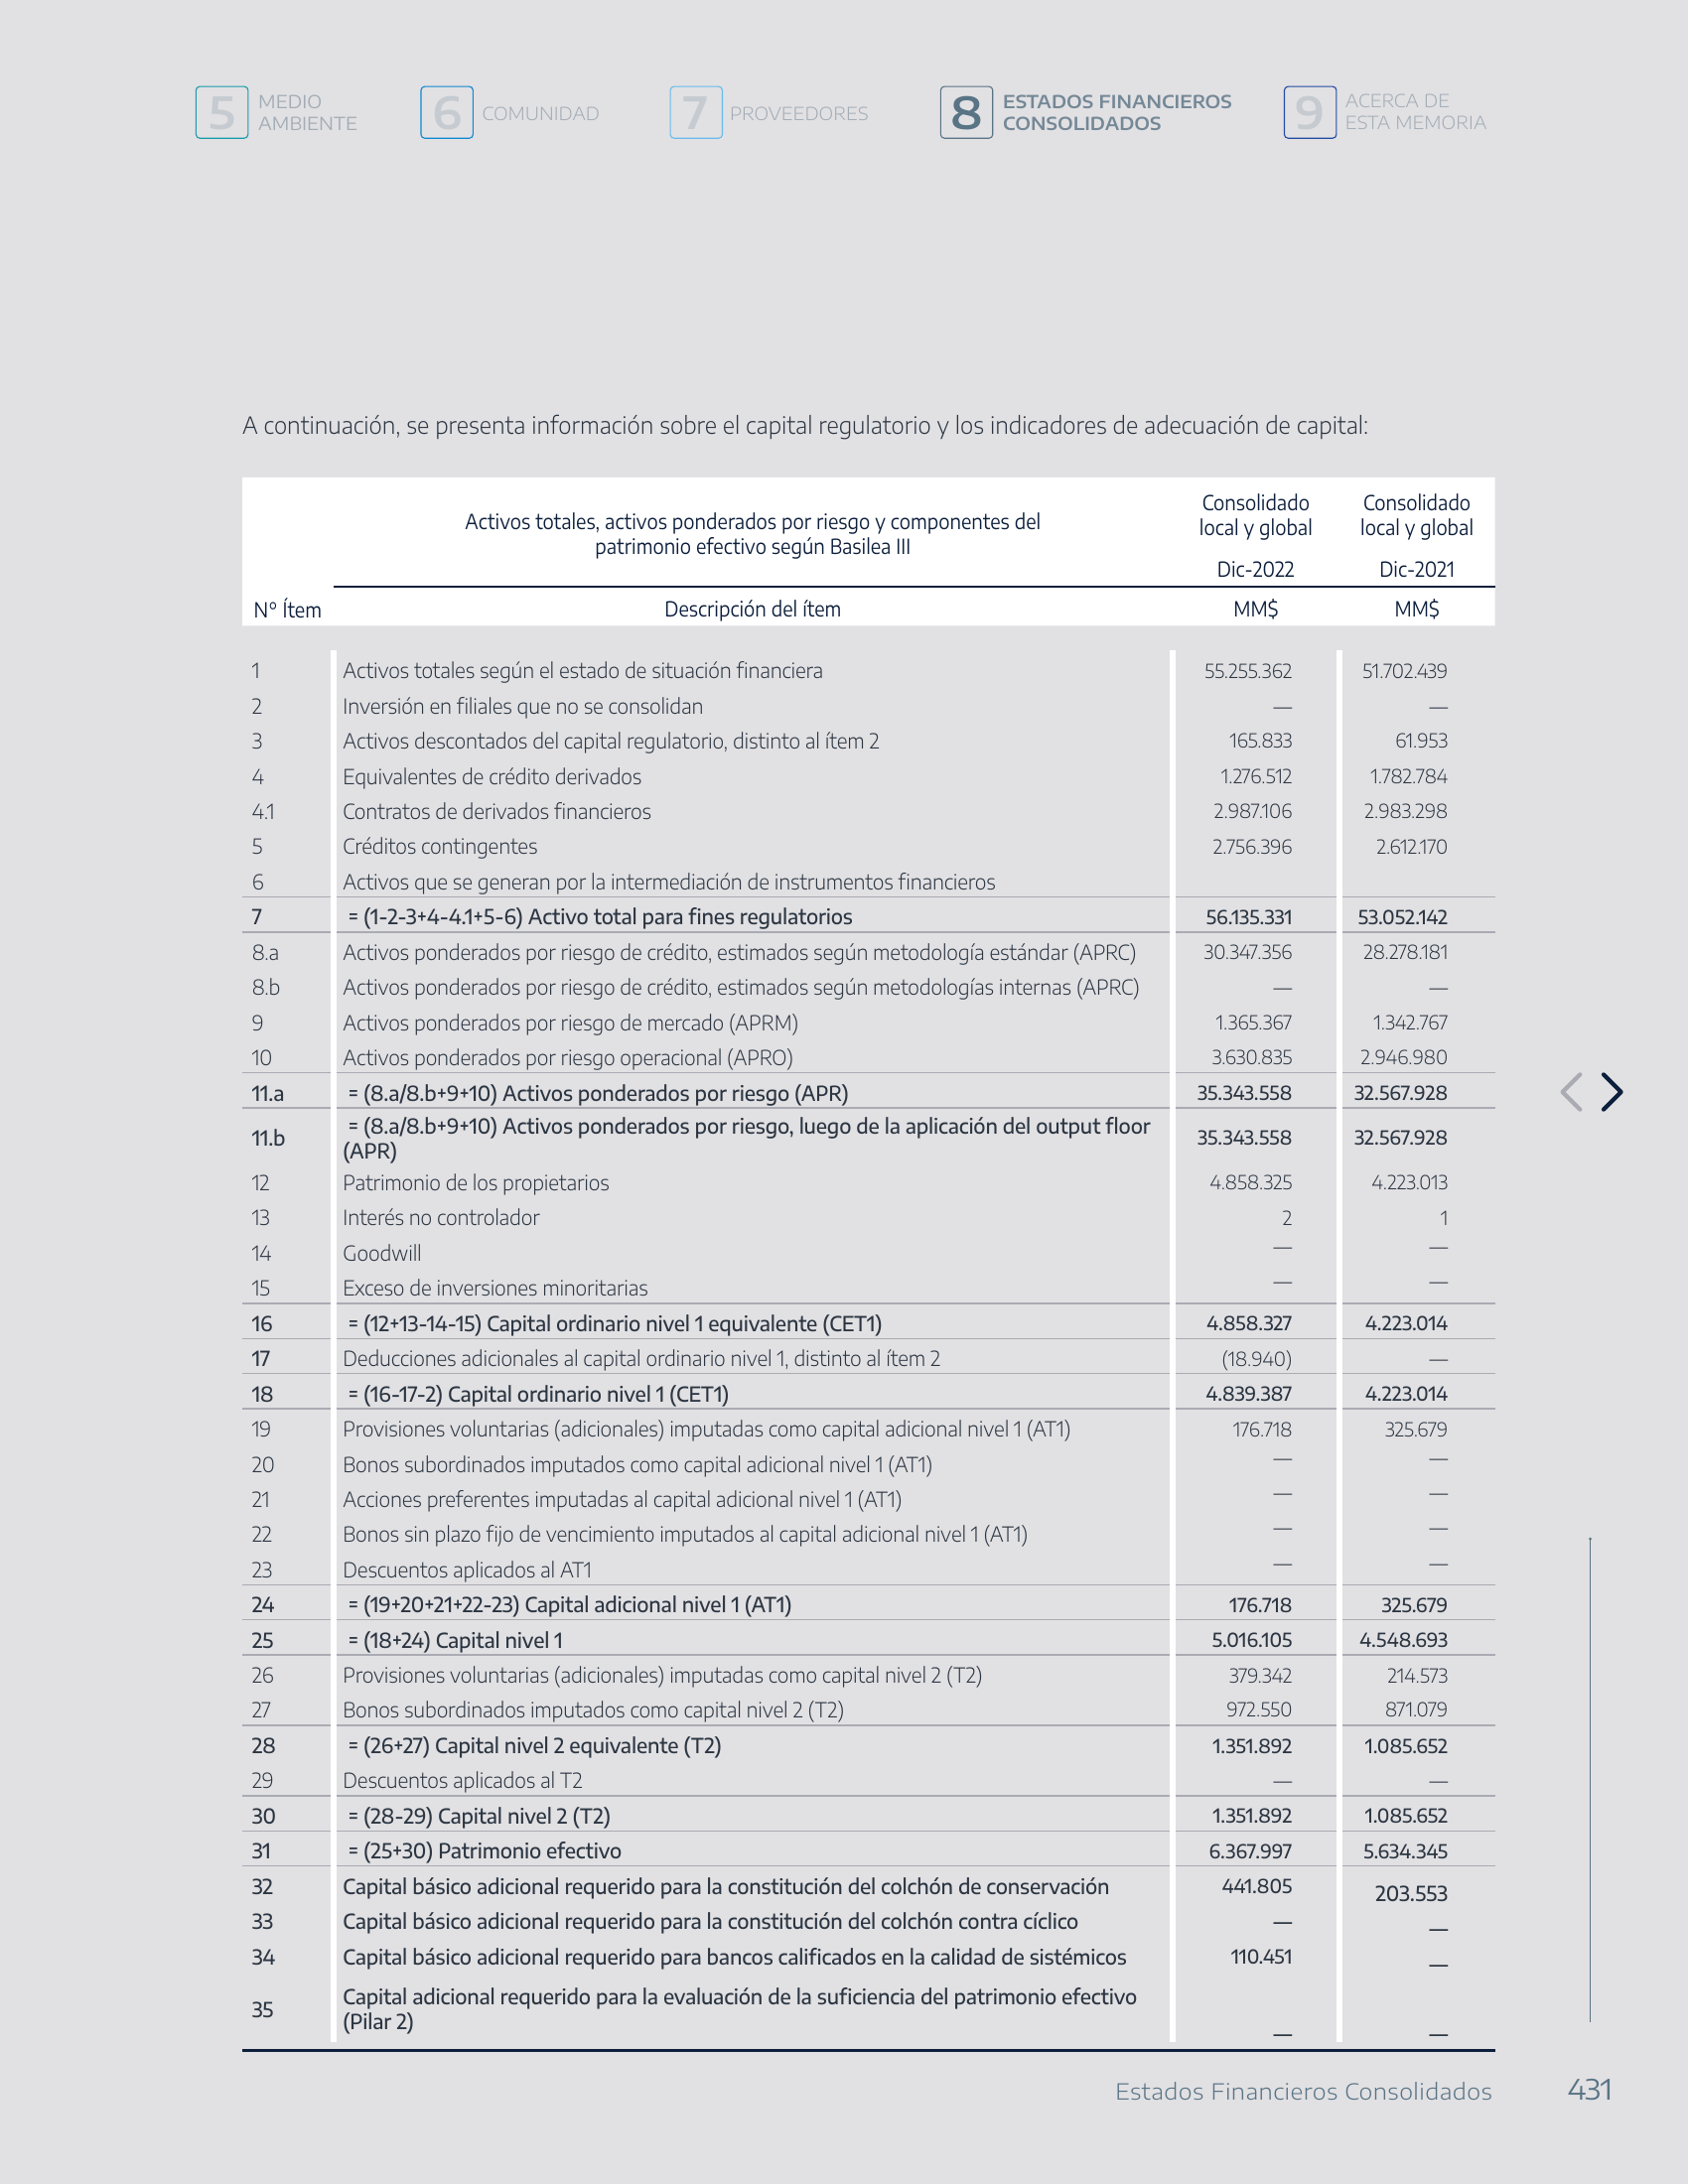 5 MEDIO AMBIENTE
6 COMUNIDAD
7 PROVEEDORES
8 ESTADOS FINANCIEROS CONSOLIDADOS
9 ACERCA DE ESTA MEMORIA
A continuación, se presenta información sobre el capital regulatorio y los indicadores de adecuación de capital:
Activos totales, activos ponderados por riesgo y componentes del
patrimonio efectivo según Basilea III
Consolidado local y global Consolidado local y global
Dic-2022 Dic-2021
Nº Ítem Descripción del ítem MM$ MM$
1 Activos totales según el estado de situación financiera 55.255.362 51.702.439
2 Inversión en filiales que no se consolidan — —
3 Activos descontados del capital regulatorio, distinto al ítem 2 165.833 61.953
4 Equivalentes de crédito derivados 1.276.512 1.782.784
4.1 Contratos de derivados financieros 2.987.106 2.983.298
5 Créditos contingentes 2.756.396 2.612.170
6 Activos que se generan por la intermediación de instrumentos financieros
7 = (1-2-3+4-4.1+5-6) Activo total para fines regulatorios 56.135.331 53.052.142
8.a Activos ponderados por riesgo de crédito, estimados según metodología estándar (APRC) 30.347.356 28.278.181
8.b Activos ponderados por riesgo de crédito, estimados según metodologías internas (APRC) — —
9 Activos ponderados por riesgo de mercado (APRM) 1.365.367 1.342.767
10 Activos ponderados por riesgo operacional (APRO) 3.630.835 2.946.980
11.a = (8.a/8.b+9+10) Activos ponderados por riesgo (APR) 35.343.558 32.567.928
11.b = (8.a/8.b+9+10) Activos ponderados por riesgo, luego de la aplicación del output floor (APR) 35.343.558 32.567.928
12 Patrimonio de los propietarios 4.858.325 4.223.013
13 Interés no controlador 2 1
14 Goodwill — —
15 Exceso de inversiones minoritarias — —
16 = (12+13-14-15) Capital ordinario nivel 1 equivalente (CET1) 4.858.327 4.223.014
17 Deducciones adicionales al capital ordinario nivel 1, distinto al ítem 2 (18.940) —
18 = (16-17-2) Capital ordinario nivel 1 (CET1) 4.839.387 4.223.014
19 Provisiones voluntarias (adicionales) imputadas como capital adicional nivel 1 (AT1) 176.718 325.679
20 Bonos subordinados imputados como capital adicional nivel 1 (AT1) — —
21 Acciones preferentes imputadas al capital adicional nivel 1 (AT1) — —
22 Bonos sin plazo fijo de vencimiento imputados al capital adicional nivel 1 (AT1) — —
23 Descuentos aplicados al AT1 — —
24 = (19+20+21+22-23) Capital adicional nivel 1 (AT1) 176.718 325.679
25 = (18+24) Capital nivel 1 5.016.105 4.548.693
26 Provisiones voluntarias (adicionales) imputadas como capital nivel 2 (T2) 379.342 214.573
27 Bonos subordinados imputados como capital nivel 2 (T2) 972.550 871.079
28 = (26+27) Capital nivel 2 equivalente (T2) 1.351.892 1.085.652
29 Descuentos aplicados al T2 — —
30 = (28-29) Capital nivel 2 (T2) 1.351.892 1.085.652
31 = (25+30) Patrimonio efectivo 6.367.997 5.634.345
32 Capital básico adicional requerido para la constitución del colchón de conservación 441.805 203.553
33 Capital básico adicional requerido para la constitución del colchón contra cíclico — —
34 Capital básico adicional requerido para bancos calificados en la calidad de sistémicos 110.451 —
35 Capital adicional requerido para la evaluación de la suficiencia del patrimonio efectivo (Pilar 2) — —
Estados Financieros Consolidados 431